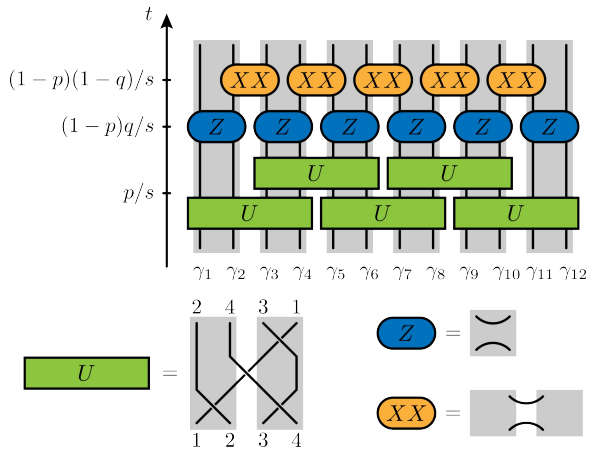 t
(1 − p)(1 − q)/s XX XX XX XX XX
(1 − p)q/s Z Z Z Z Z Z
U U
p/s
U U U
γ₁ γ₂ γ₃ γ₄ γ₅ γ₆ γ₇ γ₈ γ₉ γ₁₀ γ₁₁ γ₁₂
2 4 3 1
Z =
U =
XX =
1 2 3 4